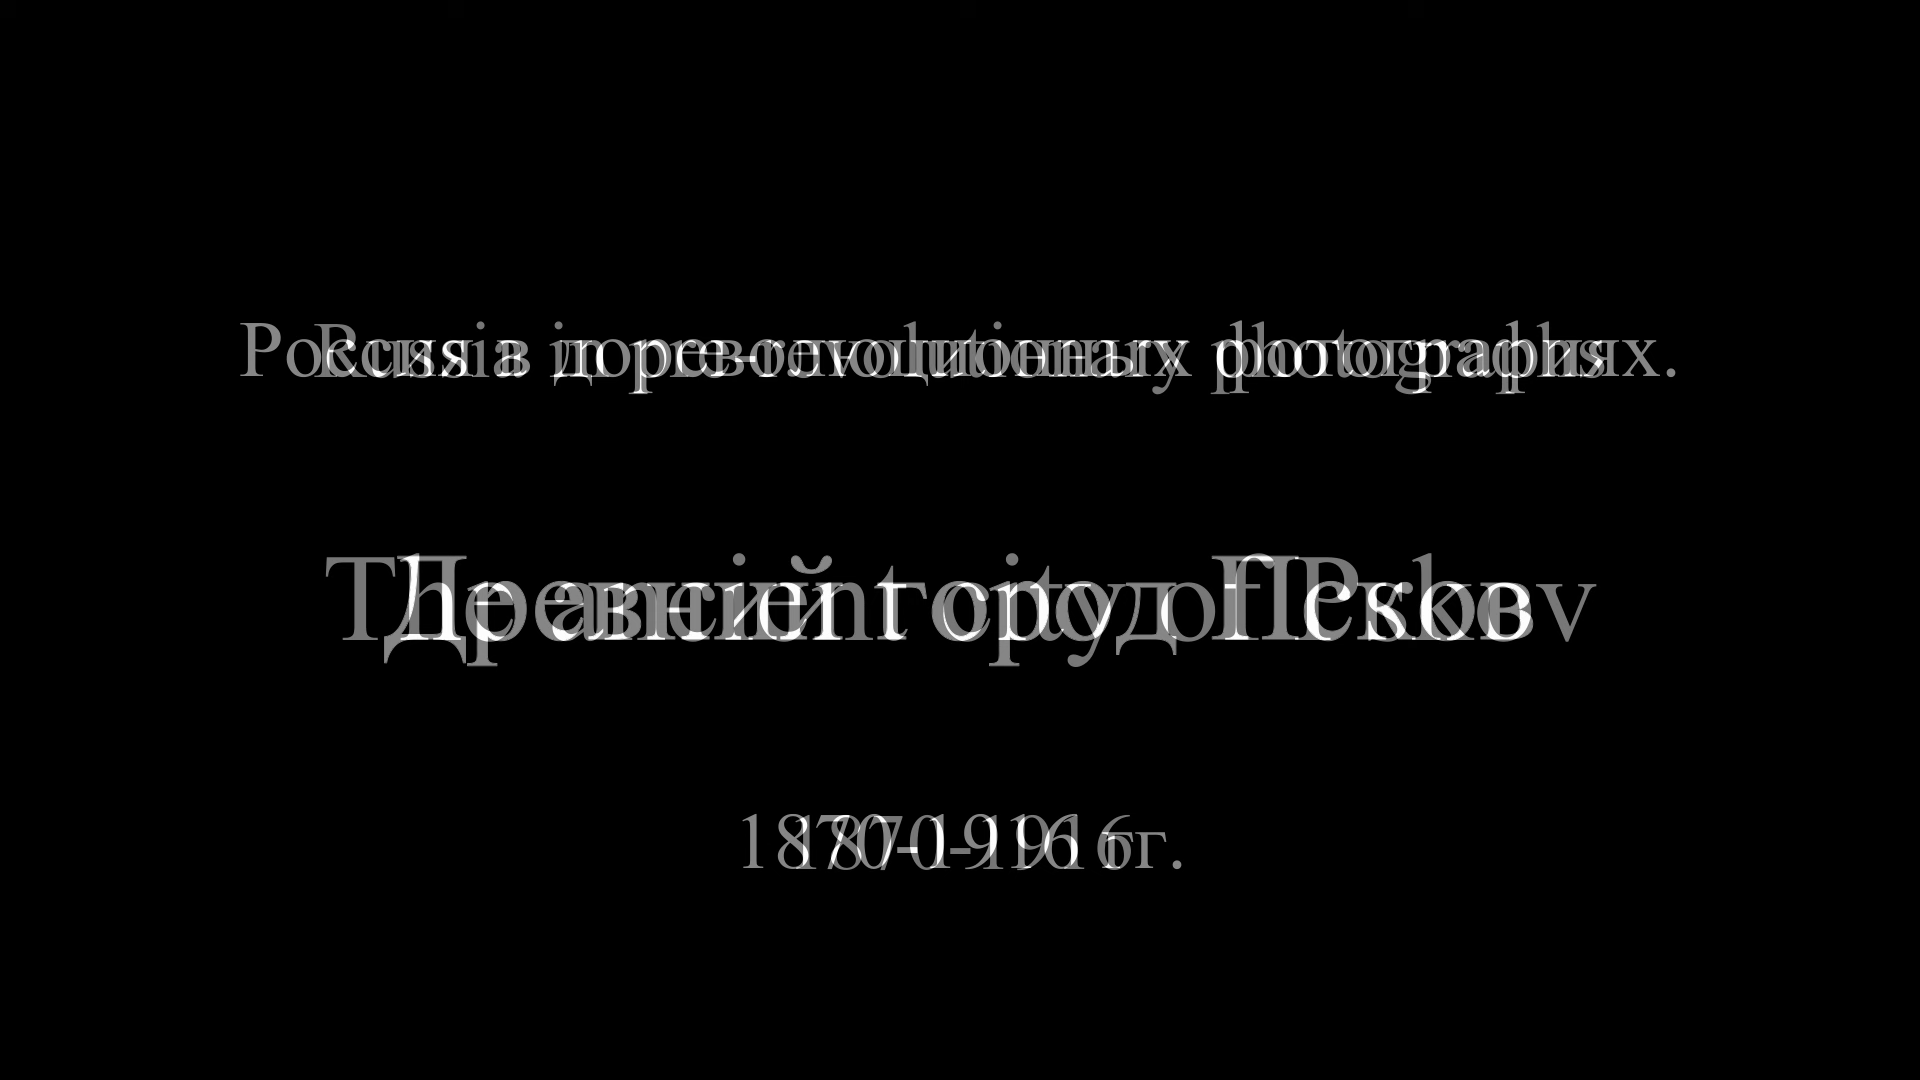 Россия в дореволюционных фотографиях.
Russia in pre-revolutionary photographs
Древний город Псков
The ancient city of Pskov
1870-1916 гг.
1870-1916